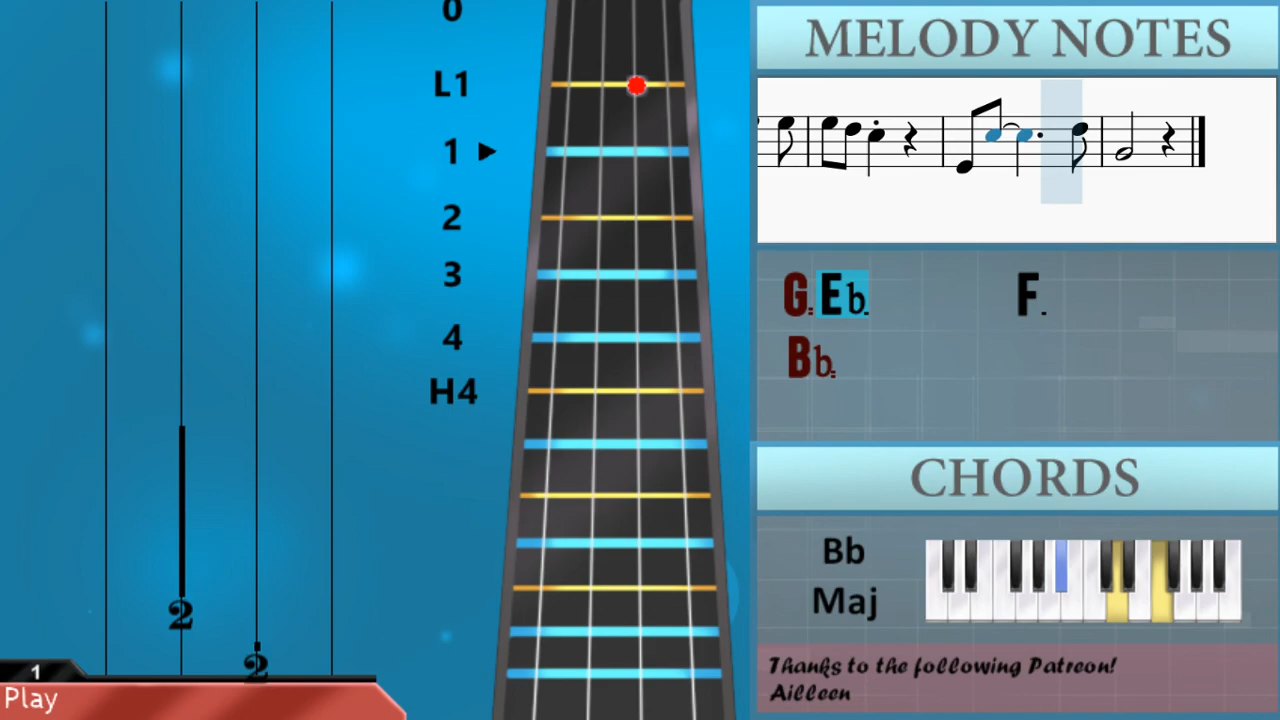 0
L1
1
2
3
4
H4
2
2
1
Play
MELODY NOTES
G. Eb. F.
Bb.
CHORDS
Bb
Maj
Thanks to the following Patreon!
Ailleen